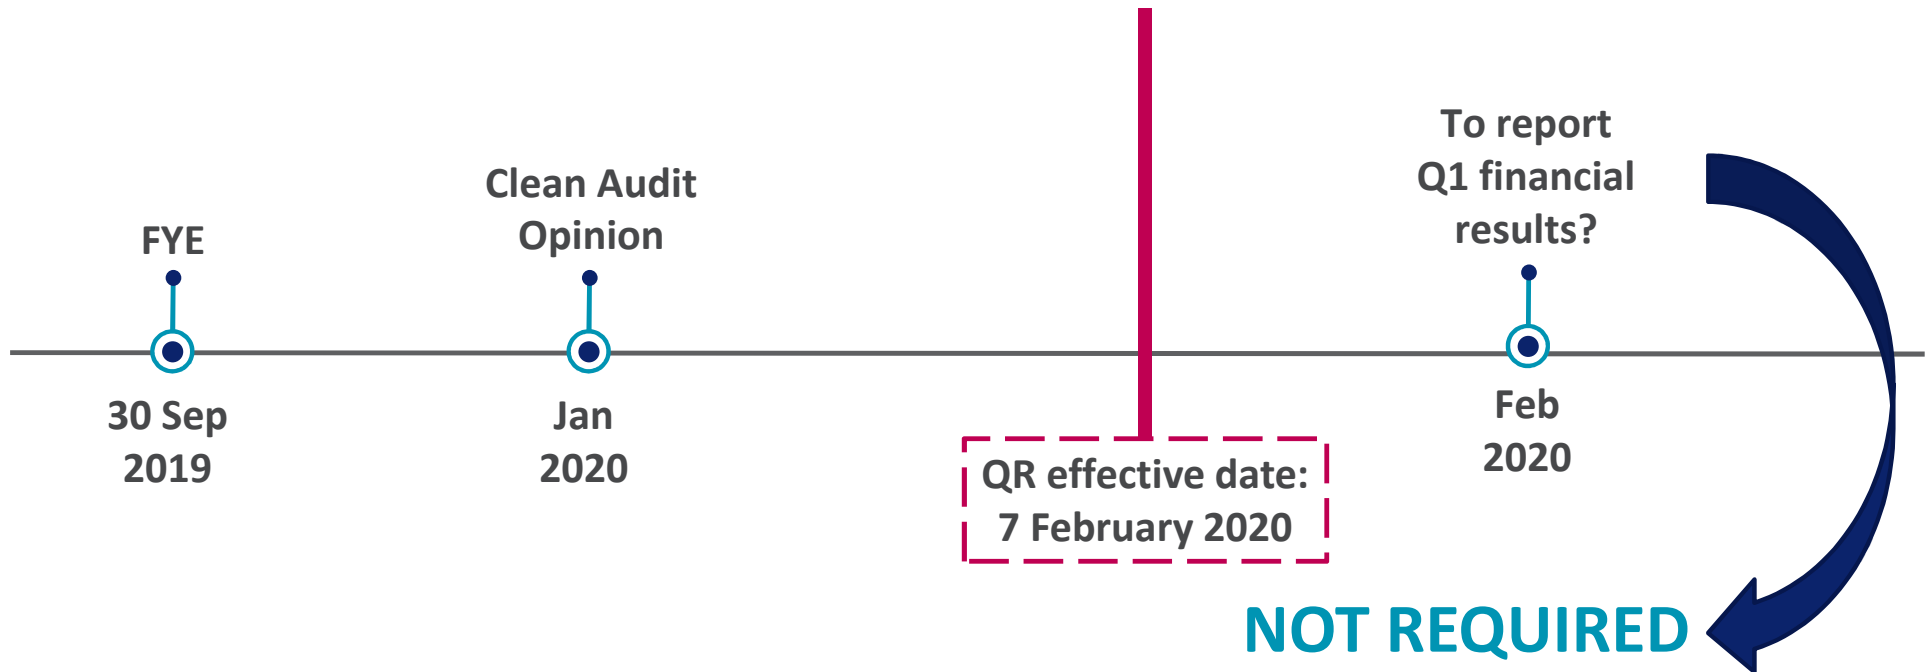 FYE
30 Sep
2019
Clean Audit
Opinion
Jan
2020
QR effective date:
7 February 2020
To report
Q1 financial
results?
Feb
2020
NOT REQUIRED